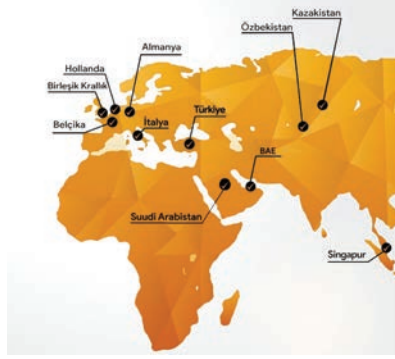 Kazakistan
Özbekistan
Almanya
Hollanda
Birleşik Krallık
Belçika
İtalya
Türkiye
BAE
Suudi Arabistan
Singapur